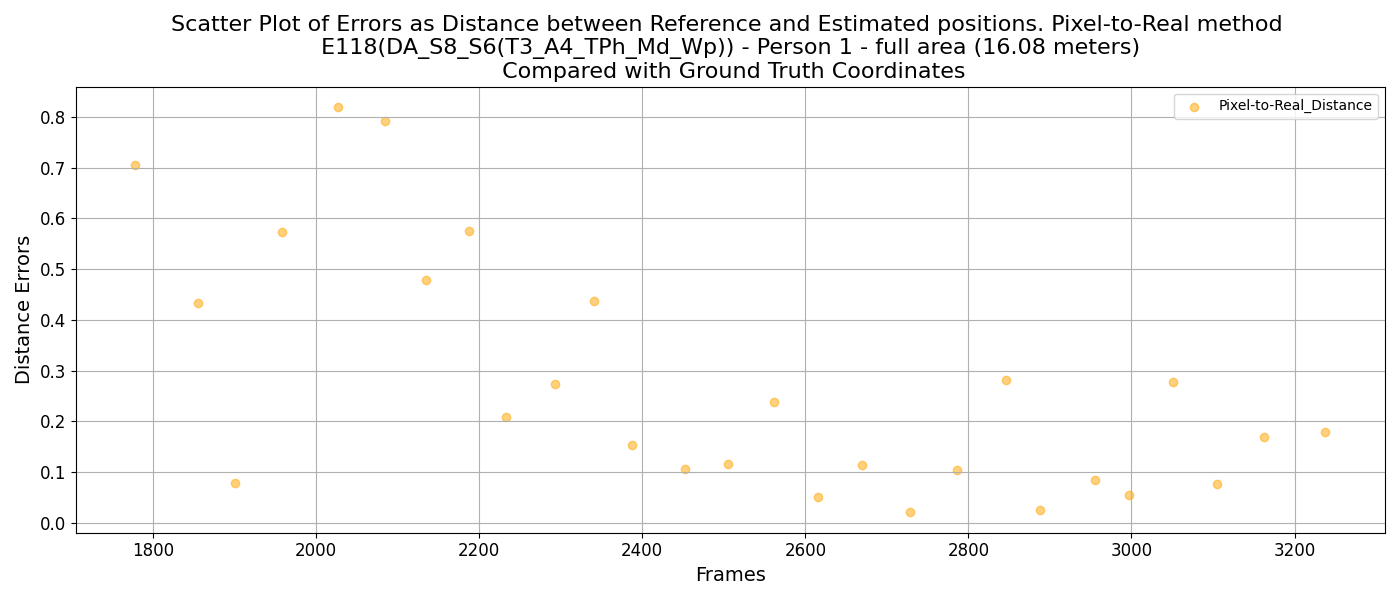 Scatter Plot of Errors as Distance between Reference and Estimated positions. Pixel-to-Real method
E118(DA_S8_S6(T3_A4_TPh_Md_Wp)) - Person 1 - full area (16.08 meters)
Compared with Ground Truth Coordinates
Pixel-to-Real_Distance
Distance Errors
0.8
0.7
0.6
0.5
0.4
0.3
0.2
0.1
0.0
1800 2000 2200 2400 2600 2800 3000 3200
Frames